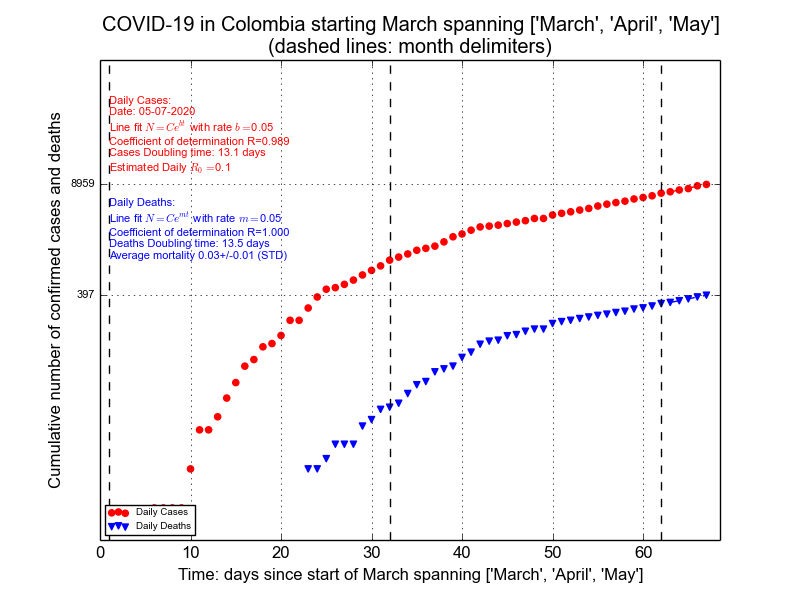 COVID-19 in Colombia starting March spanning ['March', 'April', 'May']
(dashed lines: month delimiters)
Daily Cases:
Date: 05-07-2020
Line fit N=Ce^{bt} with rate b=0.05
Coefficient of determination R=0.989
Cases Doubling time: 13.1 days
Estimated Daily R_0=0.1
8959
Daily Deaths:
Line fit N=Ce^{mt} with rate m=0.05
Coefficient of determination R=1.000
Deaths Doubling time: 13.5 days
Average mortality 0.03+/-0.01 (STD)
397
Cumulative number of confirmed cases and deaths
Daily Cases
Daily Deaths
0 10 20 30 40 50 60
Time: days since start of March spanning ['March', 'April', 'May']